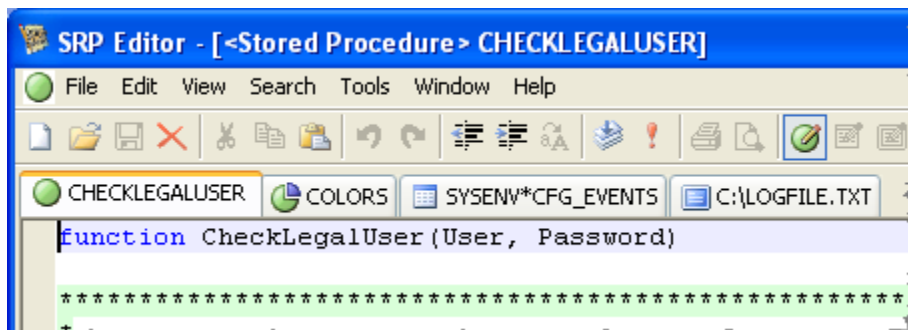 SRP Editor - [<Stored Procedure> CHECKLEGALUSER]
File Edit View Search Tools Window Help
CHECKLEGALUSER COLORS SYSENV*CFG_EVENTS C:\LOGFILE.TXT
function CheckLegalUser(User, Password)
*****************************************************